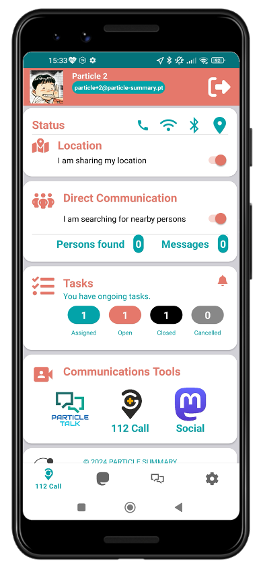 15:33
Particle 2
particle+2@particle-summary.pt
Status
Location
I am sharing my location
Direct Communication
I am searching for nearby persons
Persons found 0 Messages 0
Tasks
You have ongoing tasks.
1 1 1 0
Assigned Open Closed Cancelled
Communications Tools
PARTICLE
TALK
112 Call Social
© 2024 PARTICLE SUMMARY
112 Call